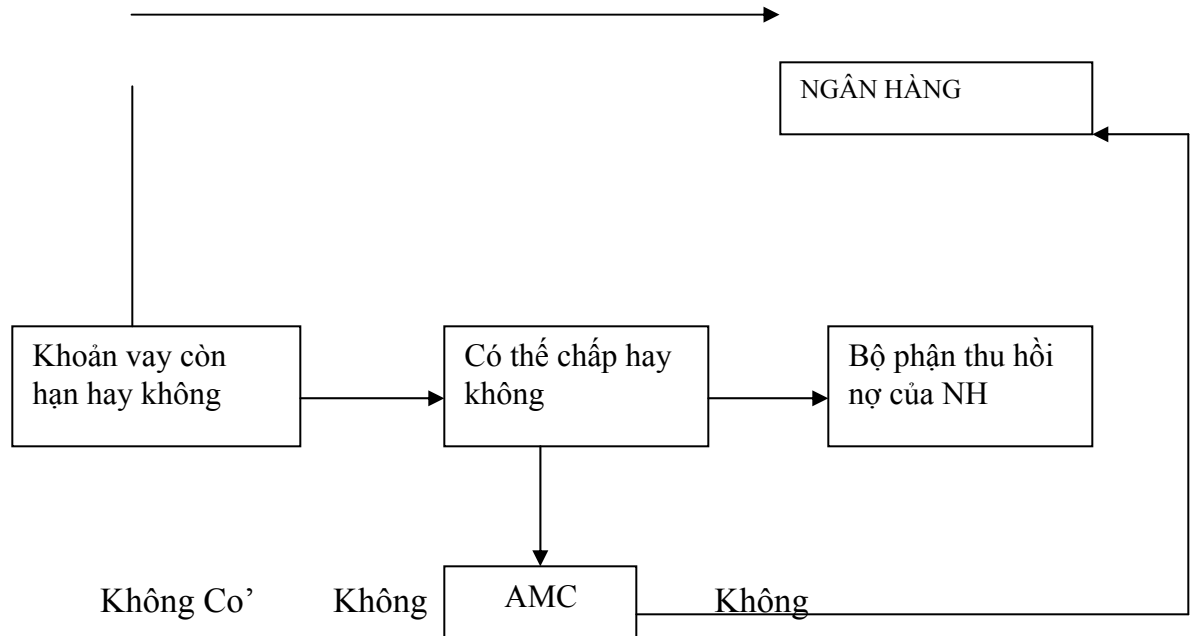 NGÂN HÀNG
Khoản vay còn
hạn hay không
Có thế chấp hay
không
Bộ phận thu hồi
nợ của NH
Không Co’
Không
AMC
Không